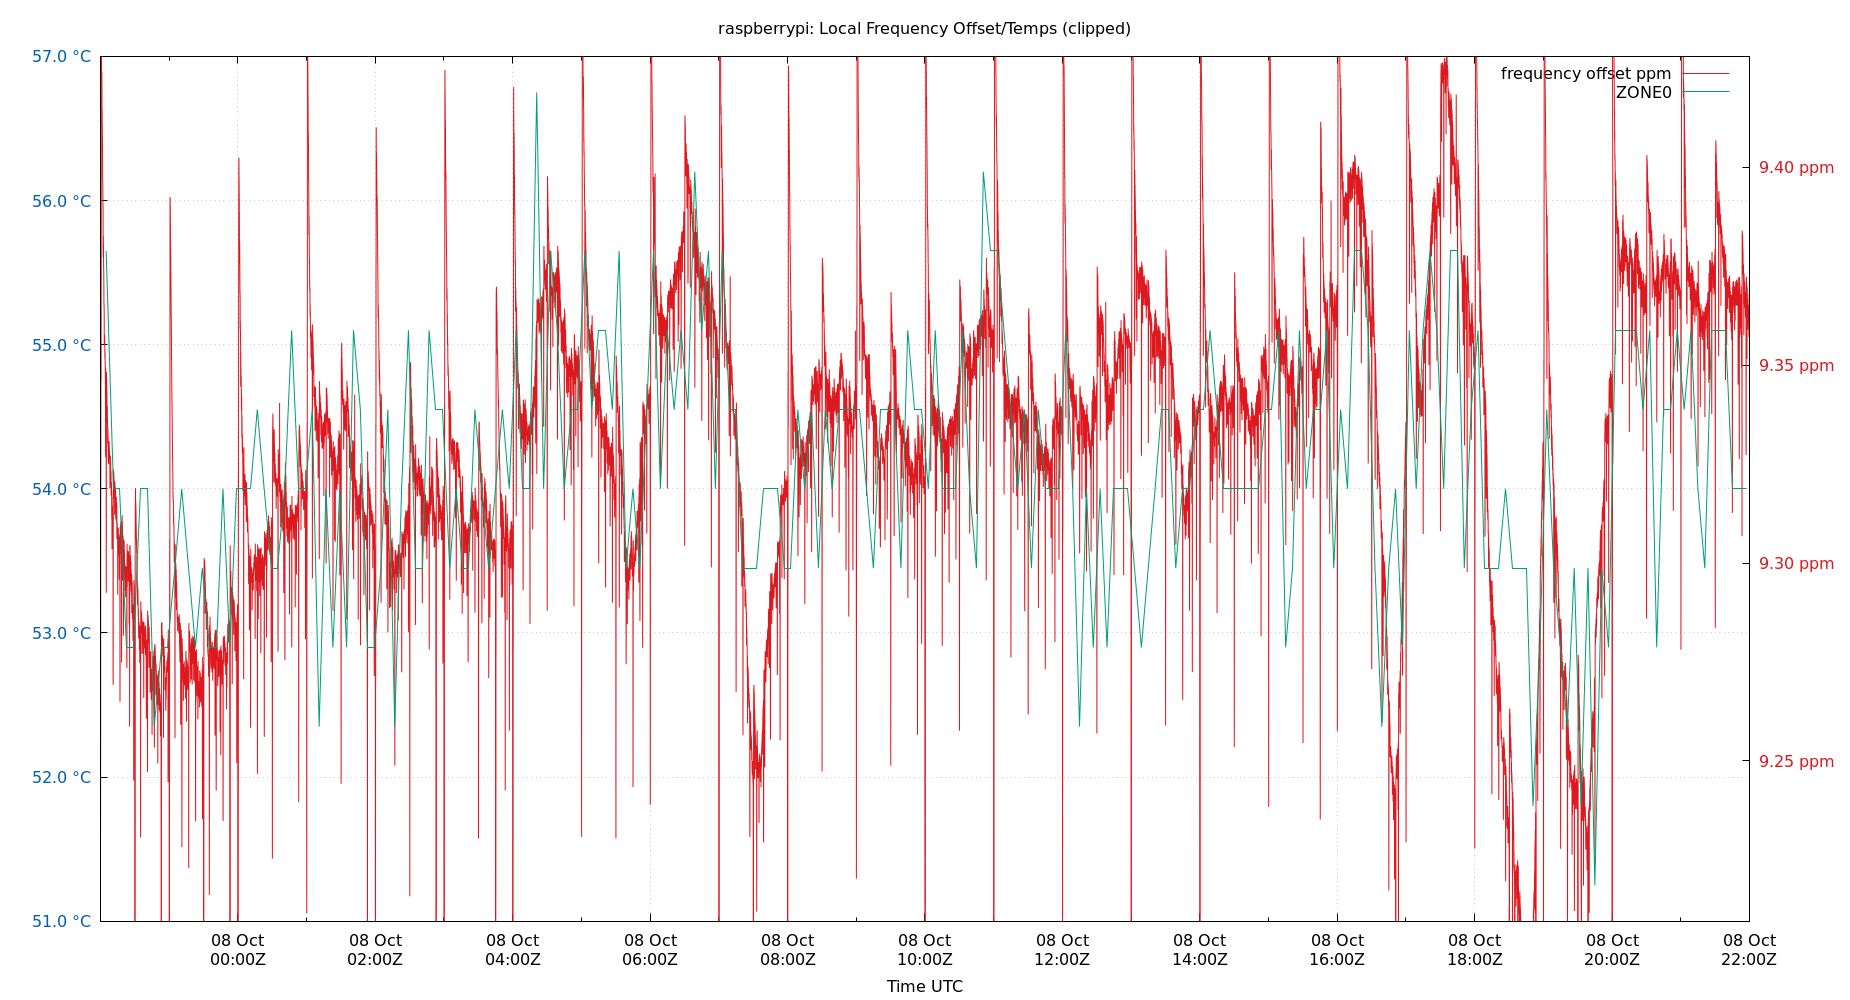 raspberrypi: Local Frequency Offset/Temps (clipped)
57.0 °C
frequency offset ppm
ZONE0
9.40 ppm
56.0 °C
55.0 °C
9.35 ppm
54.0 °C
9.30 ppm
53.0 °C
52.0 °C
9.25 ppm
51.0 °C
08 Oct 08 Oct 08 Oct 08 Oct 08 Oct 08 Oct 08 Oct 08 Oct 08 Oct 08 Oct 08 Oct 08 Oct
00:00Z 02:00Z 04:00Z 06:00Z 08:00Z 10:00Z 12:00Z 14:00Z 16:00Z 18:00Z 20:00Z 22:00Z
Time UTC